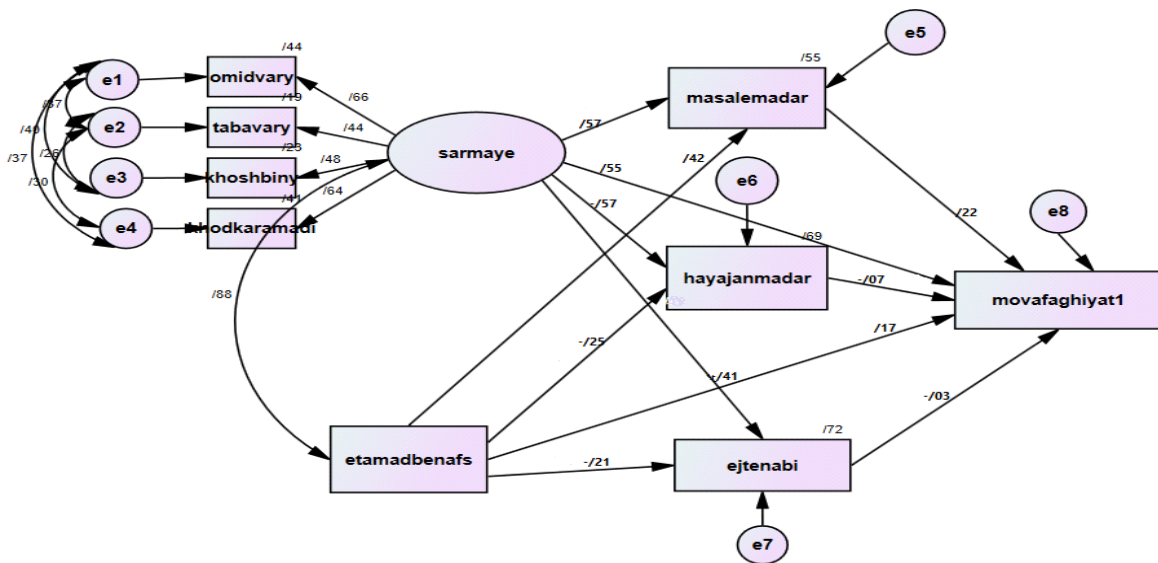 /44
e1
omidvary
/66
/37
/19
e2
tabavary
/44
/40
/23
e3
khoshbiny
/48
/37
/26
/30
/41
e4
khodkaramadi
/64
sarmaye
/88
e5
/55
masalemadar
/57
/55
/42
-/57
e6
/69
hayajanmadar
/22
e8
-/07
movafaghiyat1
/17
-/25
-/41
-/03
etamadbenafs
-/21
/72
ejtenabi
e7